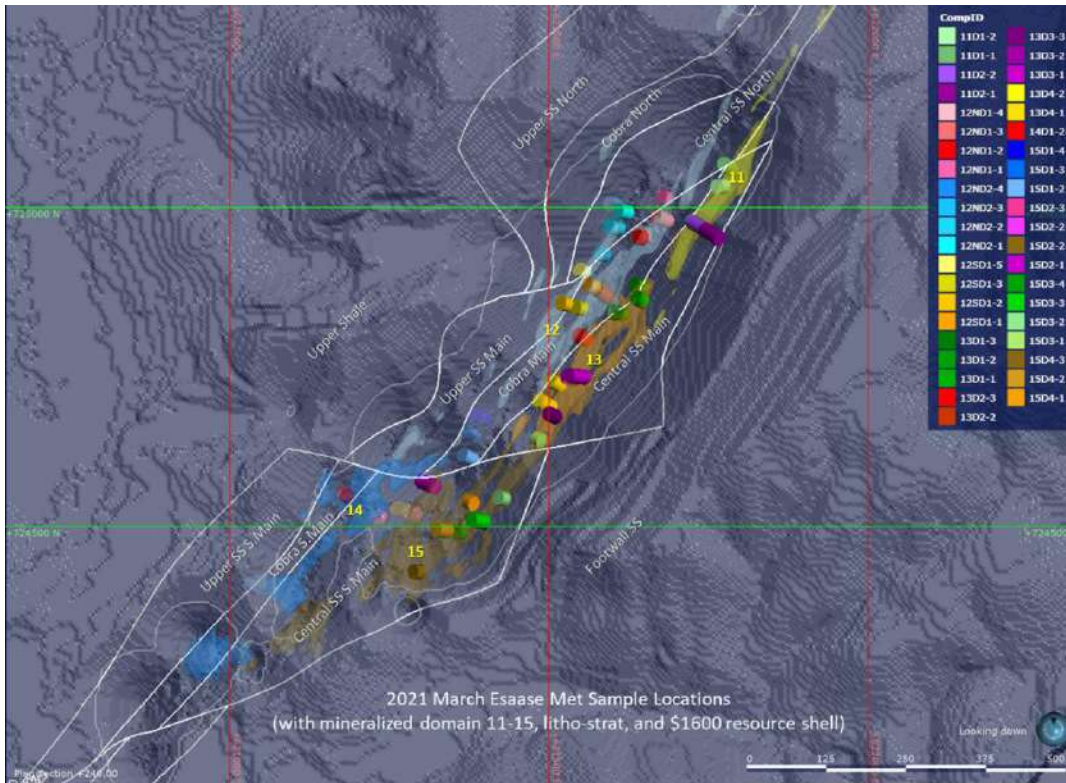 CompID
11D1-2
11D1-1
11D2-2
11D2-1
12ND1-4
12ND1-3
12ND1-2
12ND1-1
12ND2-4
12ND2-3
12ND2-2
12ND2-1
12SD1-5
12SD1-3
12SD1-2
12SD1-1
13D1-3
13D1-2
13D1-1
13D2-3
13D2-2
13D3-3
13D3-2
13D3-1
13D4-2
13D4-1
14D1-2
15D1-4
15D1-3
15D1-2
15D2-3
15D2-2
15D2-2
15D2-1
15D3-4
15D3-3
15D3-2
15D3-1
15D4-3
15D4-2
15D4-1
Upper SS North
Cobra North
Central SS North
11
+725000 N
Upper Shale
12
Upper SS Main
Cobra Main
13
Central SS Main
14
+724500 N
+724500
15
Upper SS S.Main
Cobra S.Main
Central SS S.Main
Footwall SS
2021 March Esaase Met Sample Locations
(with mineralized domain 11-15, litho-strat, and $1600 resource shell)
Looking down
Plan Section +240.00
0 125 250 375 500